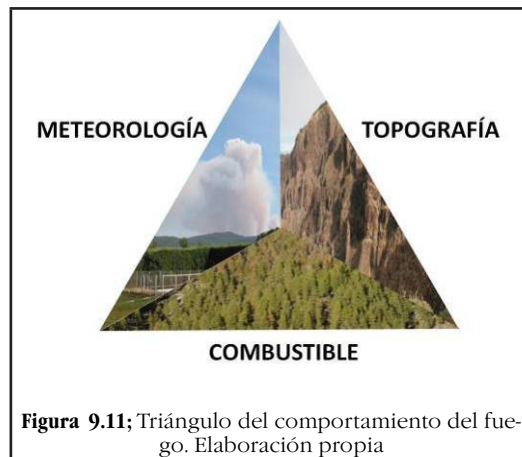 METEOROLOGÍA
TOPOGRAFÍA
COMBUSTIBLE
Figura 9.11; Triángulo del comportamiento del fue-
go. Elaboración propia